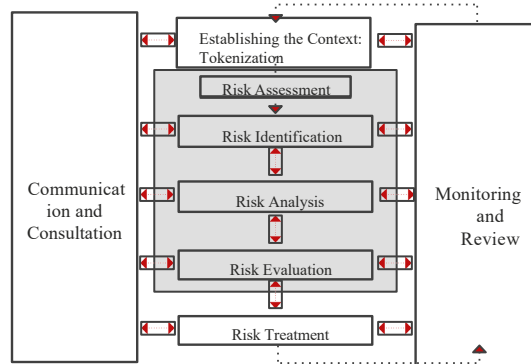 Establishing the Context:
Tokenization
Risk Assessment
Risk Identification
Communicat
ion and
Consultation
Risk Analysis
Monitoring
and
Review
Risk Evaluation
Risk Treatment